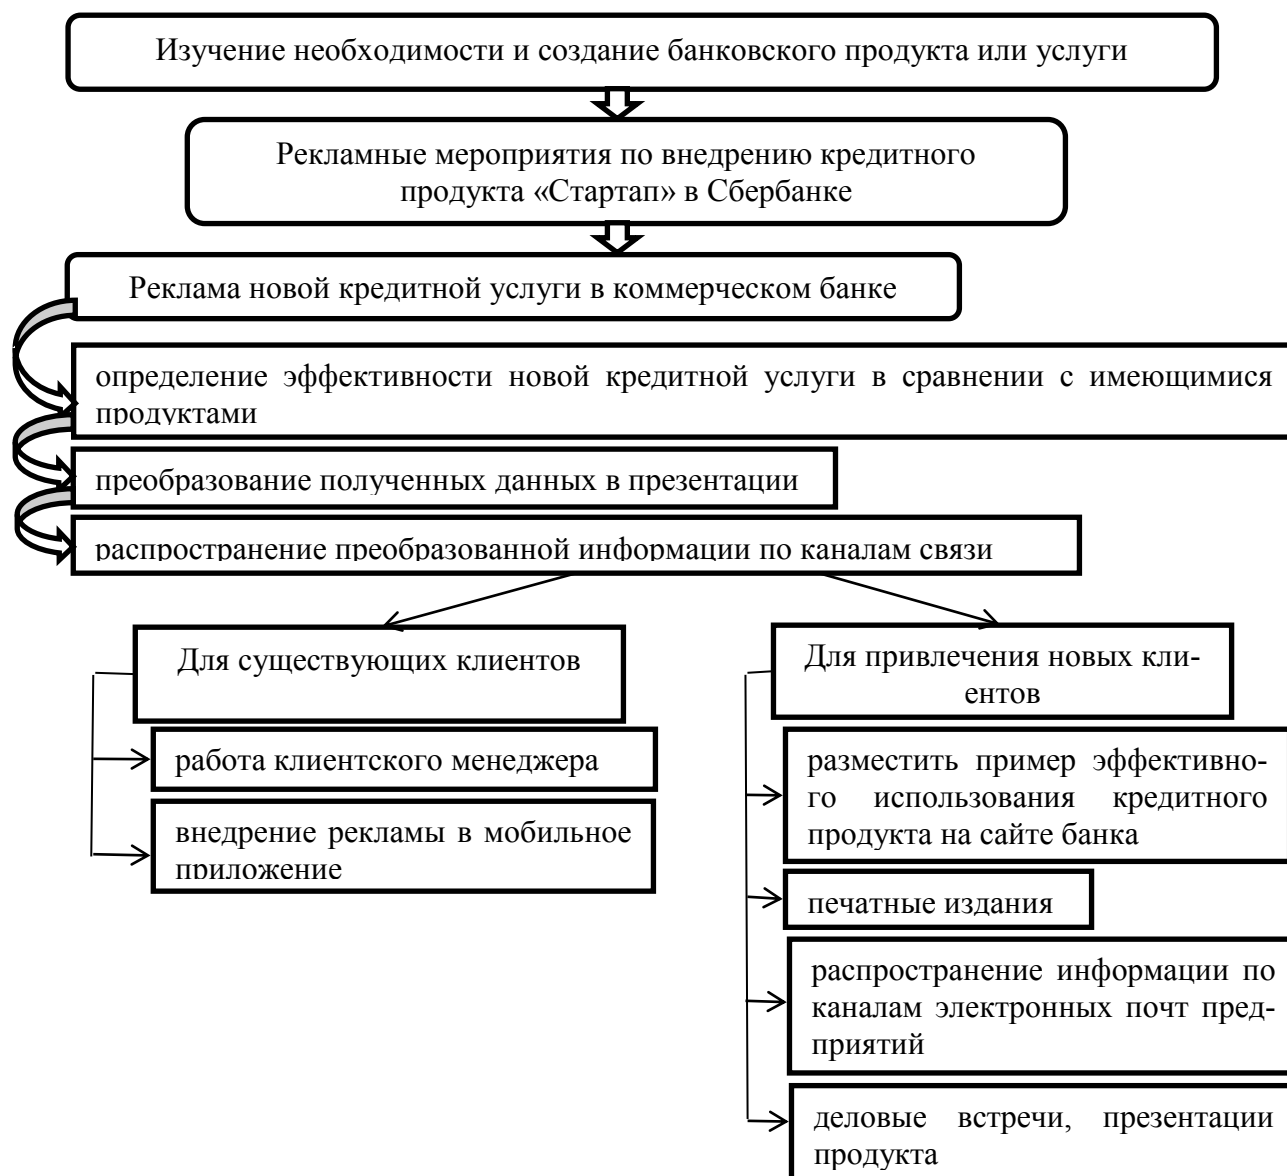 Изучение необходимости и создание банковского продукта или услуги
Рекламные мероприятия по внедрению кредитного
продукта «Стартап» в Сбербанке
Реклама новой кредитной услуги в коммерческом банке
определение эффективности новой кредитной услуги в сравнении с имеющимися
продуктами
преобразование полученных данных в презентации
распространение преобразованной информации по каналам связи
Для существующих клиентов
работа клиентского менеджера
внедрение рекламы в мобильное
приложение
Для привлечения новых кли-
ентов
разместить пример эффективно-
го использования кредитного
продукта на сайте банка
печатные издания
распространение информации по
каналам электронных почт пред-
приятий
деловые встречи, презентации
продукта